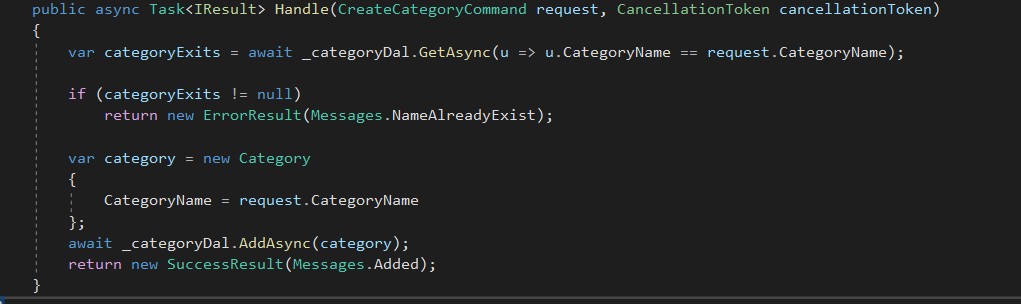 public async Task<IResult> Handle(CreateCategoryCommand request, CancellationToken cancellationToken)
{
var categoryExits = await _categoryDal.GetAsync(u => u.CategoryName == request.CategoryName);
if (categoryExits != null)
return new ErrorResult(Messages.NameAlreadyExist);
var category = new Category
{
CategoryName = request.CategoryName
};
await _categoryDal.AddAsync(category);
return new SuccessResult(Messages.Added);
}